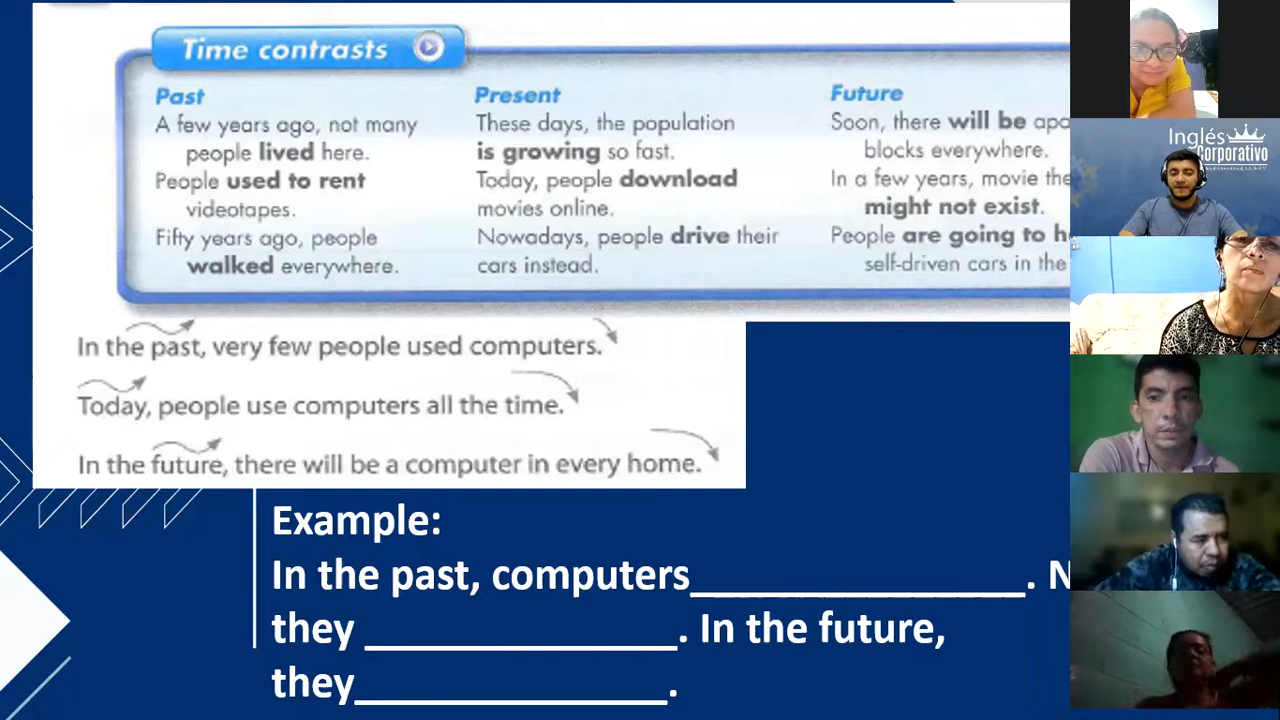 Time contrasts
Past
A few years ago, not many
people lived here.
People used to rent
videotapes.
Fifty years ago, people
walked everywhere.
Present
These days, the population
is growing so fast.
Today, people download
movies online.
Nowadays, people drive their
cars instead.
Future
Soon, there will be
blocks everywhere.
In a few years, movie
might not exist.
People are going to
self-driven cars in the
In the past, very few people used computers.
Today, people use computers all the time.
In the future, there will be a computer in every home.
Example:
In the past, computers_______________.
they ______________. In the future,
they______________.
Inglés
Corporativo